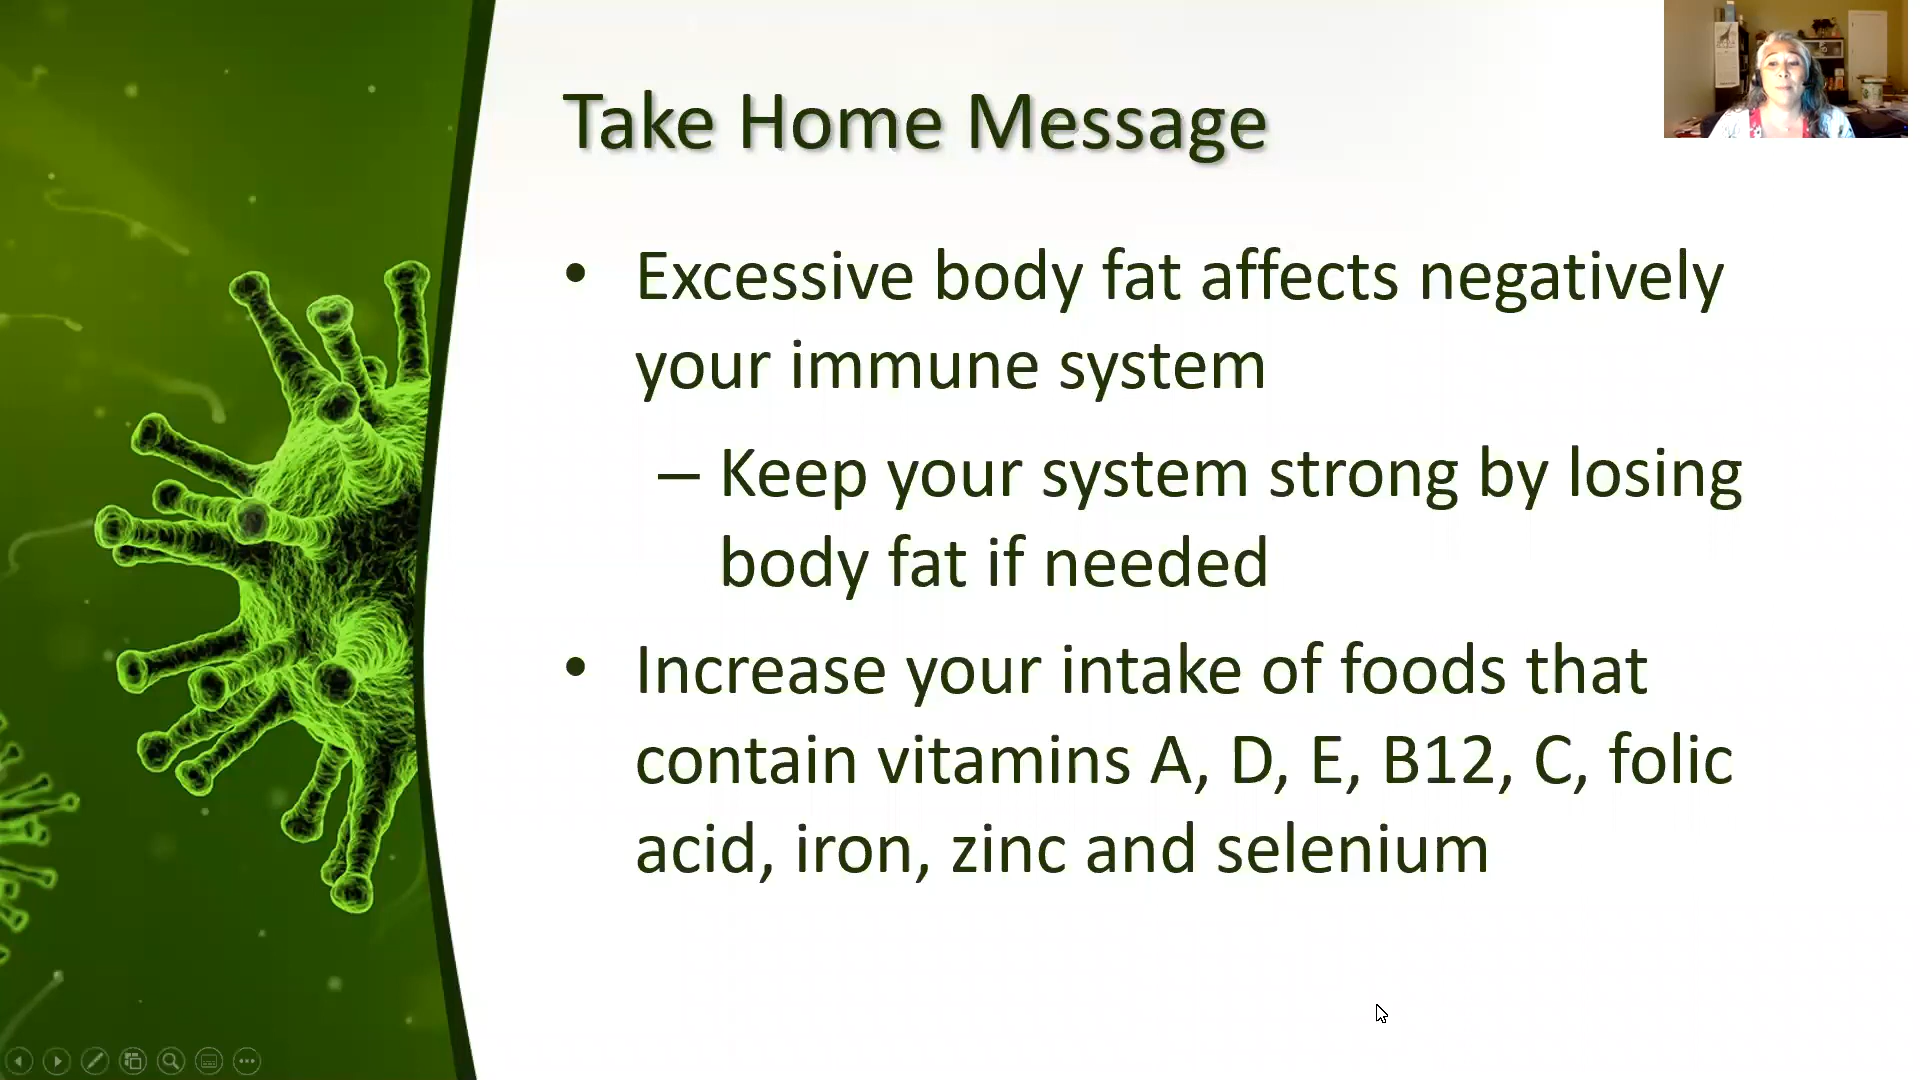 Take Home Message
• Excessive body fat affects negatively
your immune system
– Keep your system strong by losing
body fat if needed
• Increase your intake of foods that
contain vitamins A, D, E, B12, C, folic
acid, iron, zinc and selenium